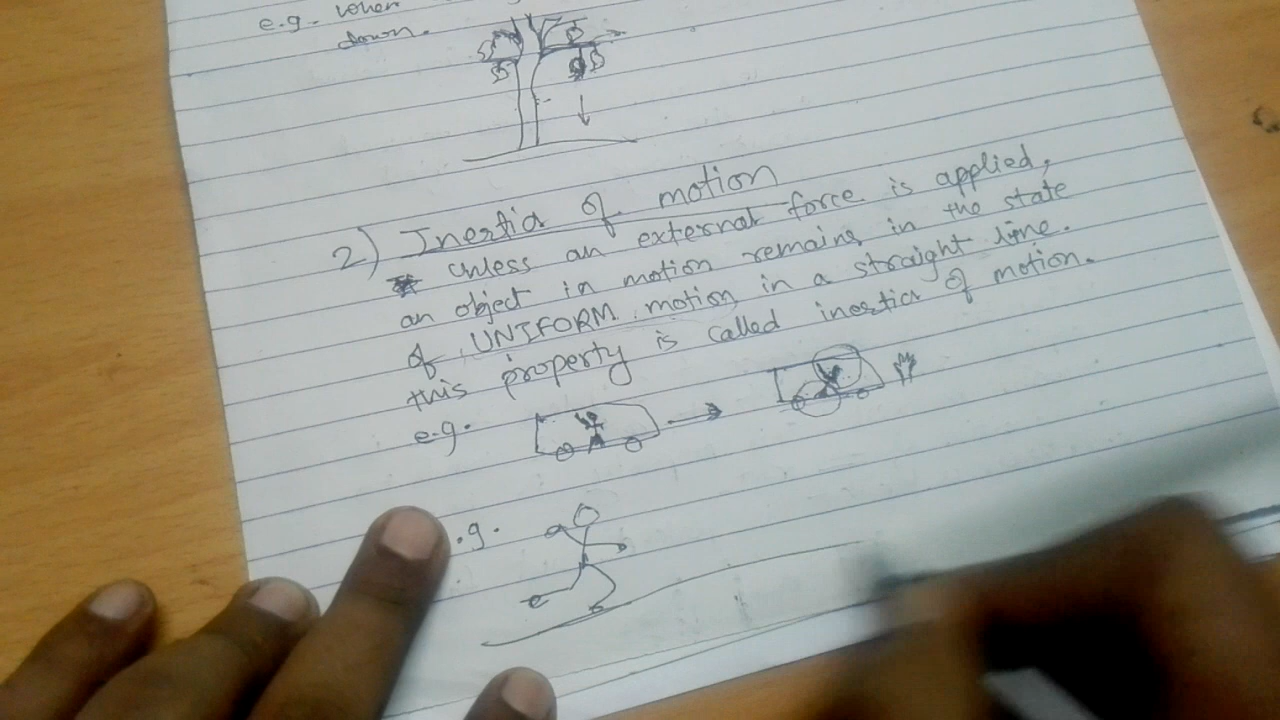 e.g. when
down.
2) Inertia of motion
* unless an external force is applied,
an object in motion remains in the state
of UNIFORM motion in a straight line.
this property is called inertia of motion.
e.g.
.g.